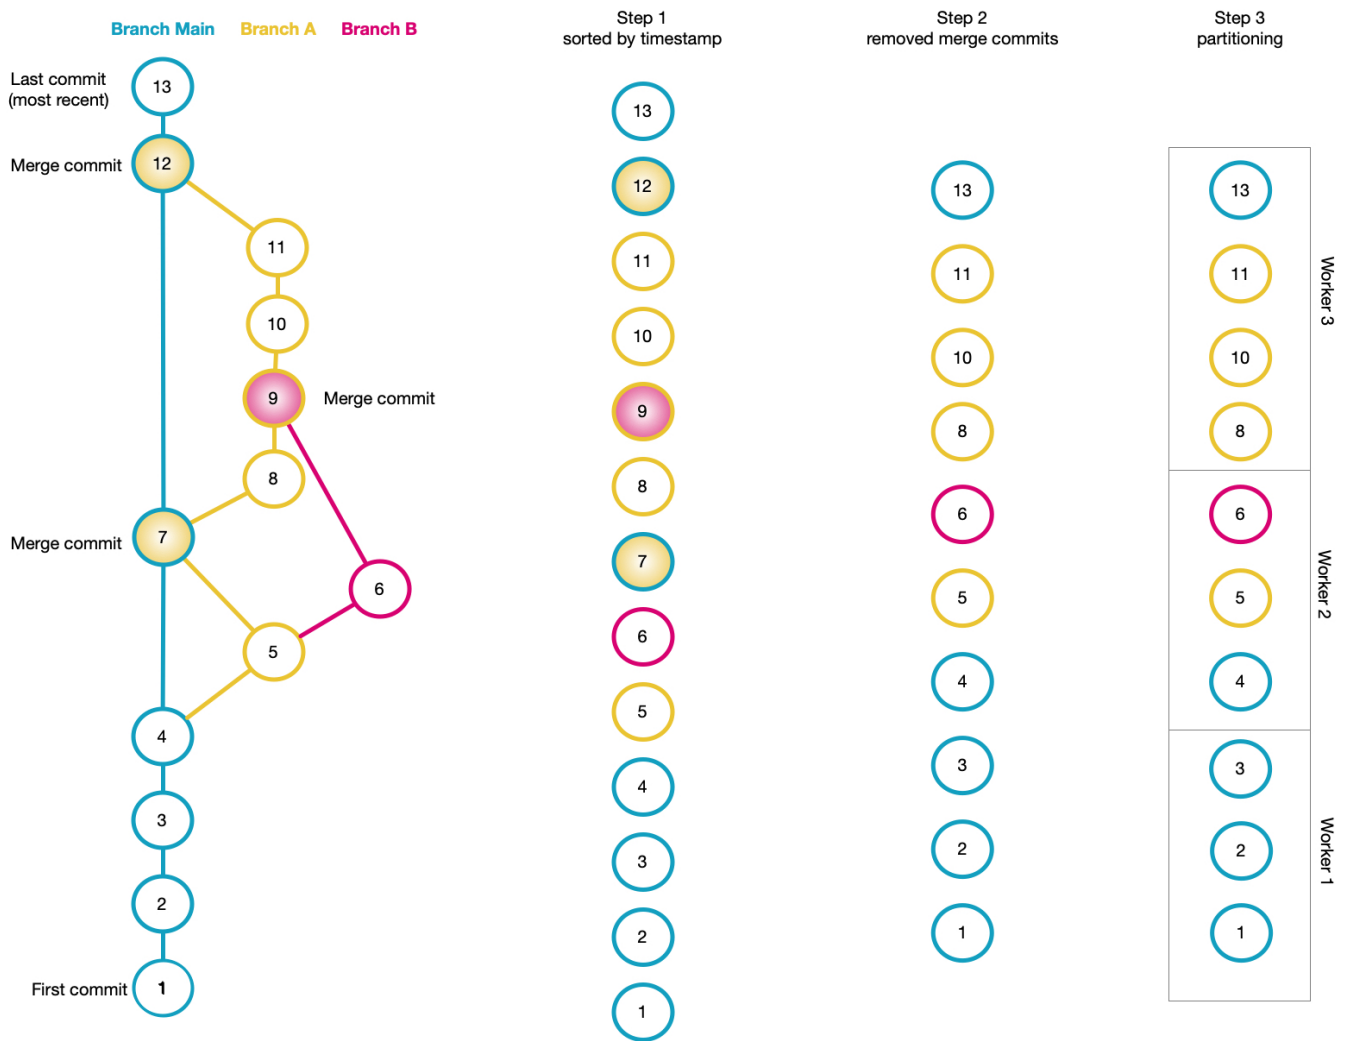 Branch Main
Branch A
Branch B
Last commit
(most recent)
13
Merge commit
12
11
10
9
Merge commit
8
Merge commit
7
6
5
4
3
2
First commit
1
Step 1
sorted by timestamp
13
12
11
10
9
8
7
6
5
4
3
2
1
Step 2
removed merge commits
13
11
10
8
6
5
4
3
2
1
Step 3
partitioning
13
11
10
8
Worker 3
6
5
4
Worker 2
3
2
1
Worker 1